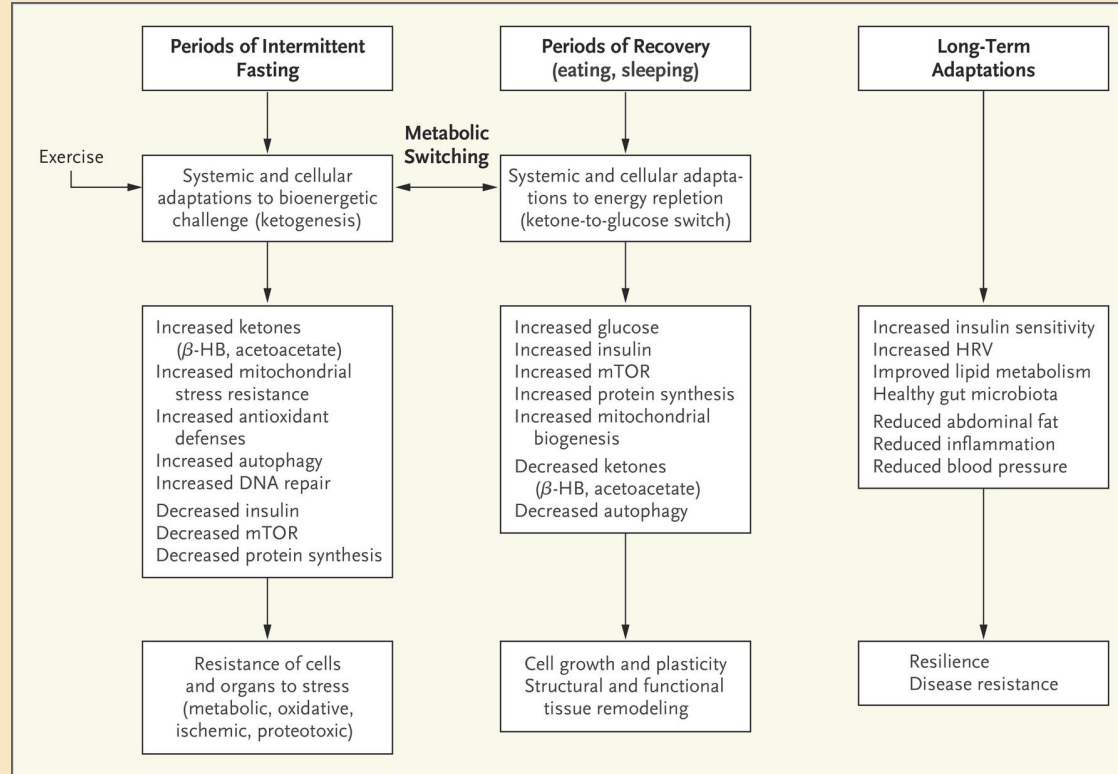 Periods of Intermittent
Fasting
Exercise
Systemic and cellular
adaptations to bioenergetic
challenge (ketogenesis)
Increased ketones
(β-HB, acetoacetate)
Increased mitochondrial
stress resistance
Increased antioxidant
defenses
Increased autophagy
Increased DNA repair
Decreased insulin
Decreased mTOR
Decreased protein synthesis
Resistance of cells
and organs to stress
(metabolic, oxidative,
ischemic, proteotoxic)
Metabolic
Switching
Periods of Recovery
(eating, sleeping)
Systemic and cellular adapta-
tions to energy repletion
(ketone-to-glucose switch)
Increased glucose
Increased insulin
Increased mTOR
Increased protein synthesis
Increased mitochondrial
biogenesis
Decreased ketones
(β-HB, acetoacetate)
Decreased autophagy
Cell growth and plasticity
Structural and functional
tissue remodeling
Long-Term
Adaptations
Increased insulin sensitivity
Increased HRV
Improved lipid metabolism
Healthy gut microbiota
Reduced abdominal fat
Reduced inflammation
Reduced blood pressure
Resilience
Disease resistance